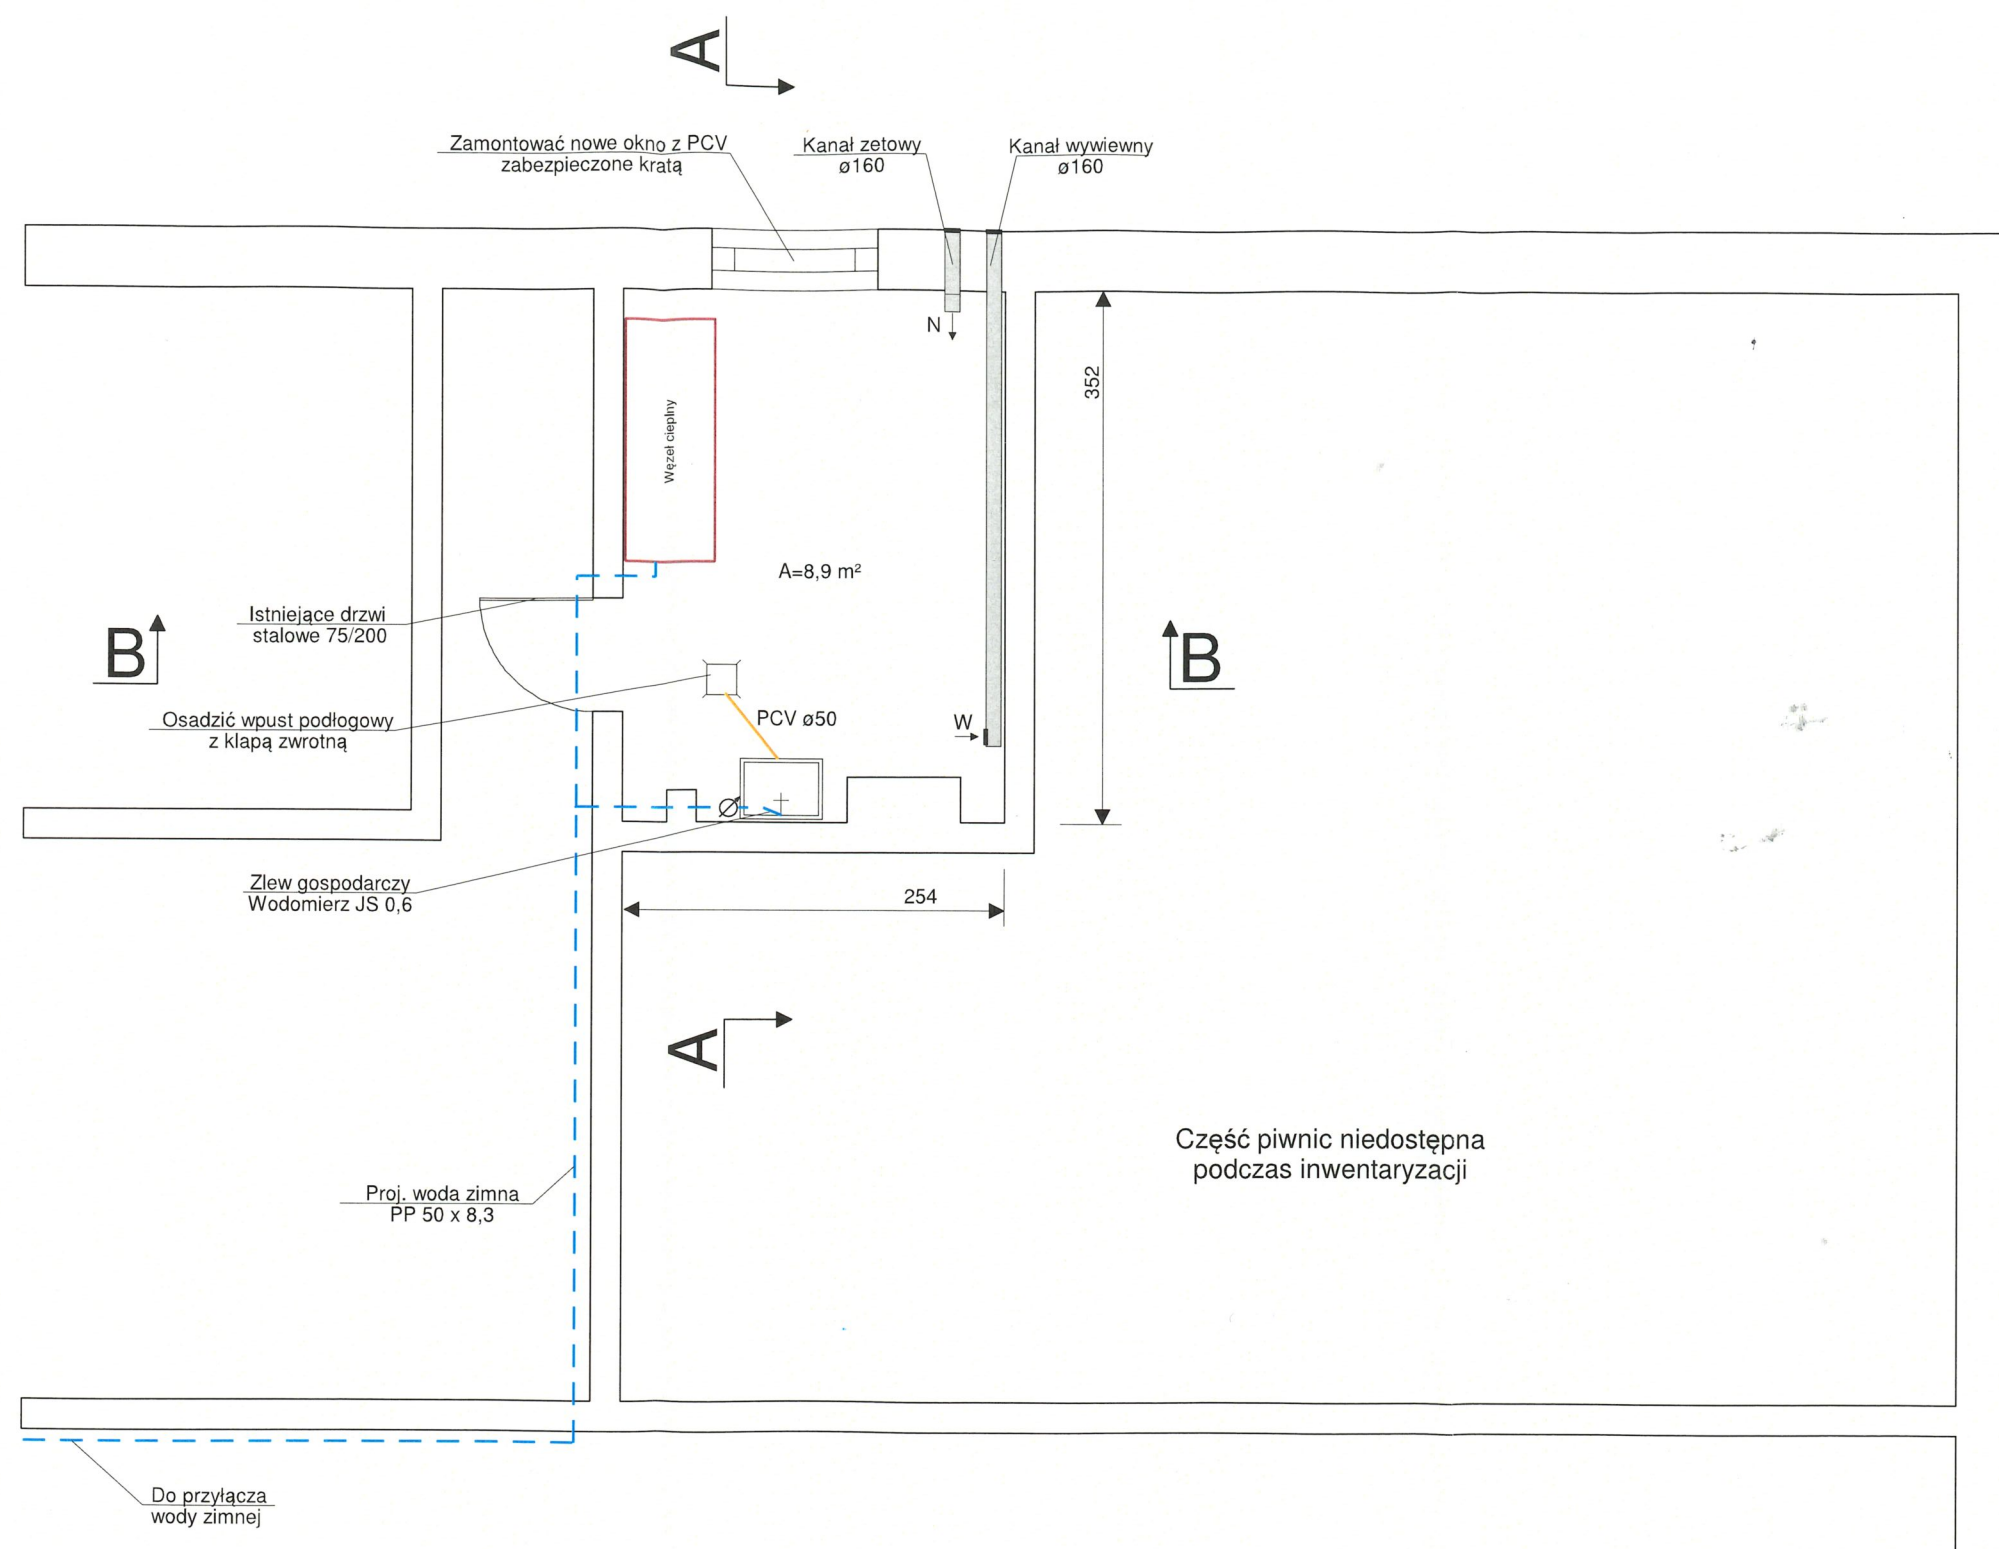 A
Zamontować nowe okno z PCV
zabezpieczone kratą
Kanał zetowy
ø160
Kanał wywiewny
ø160
N
352
Węzeł cieplny
A=8,9 m²
Istniejące drzwi
stalowe 75/200
B
B
Osadzić wpust podłogowy
z klapą zwrotną
PCV ø50
W
Zlew gospodarczy
Wodomierz JS 0,6
254
A
Część piwnic niedostępna
podczas inwentaryzacji
Proj. woda zimna
PP 50 x 8,3
Do przyłącza
wody zimnej